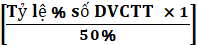 [Tỷ lệ % số DVCTT × 1]
50%